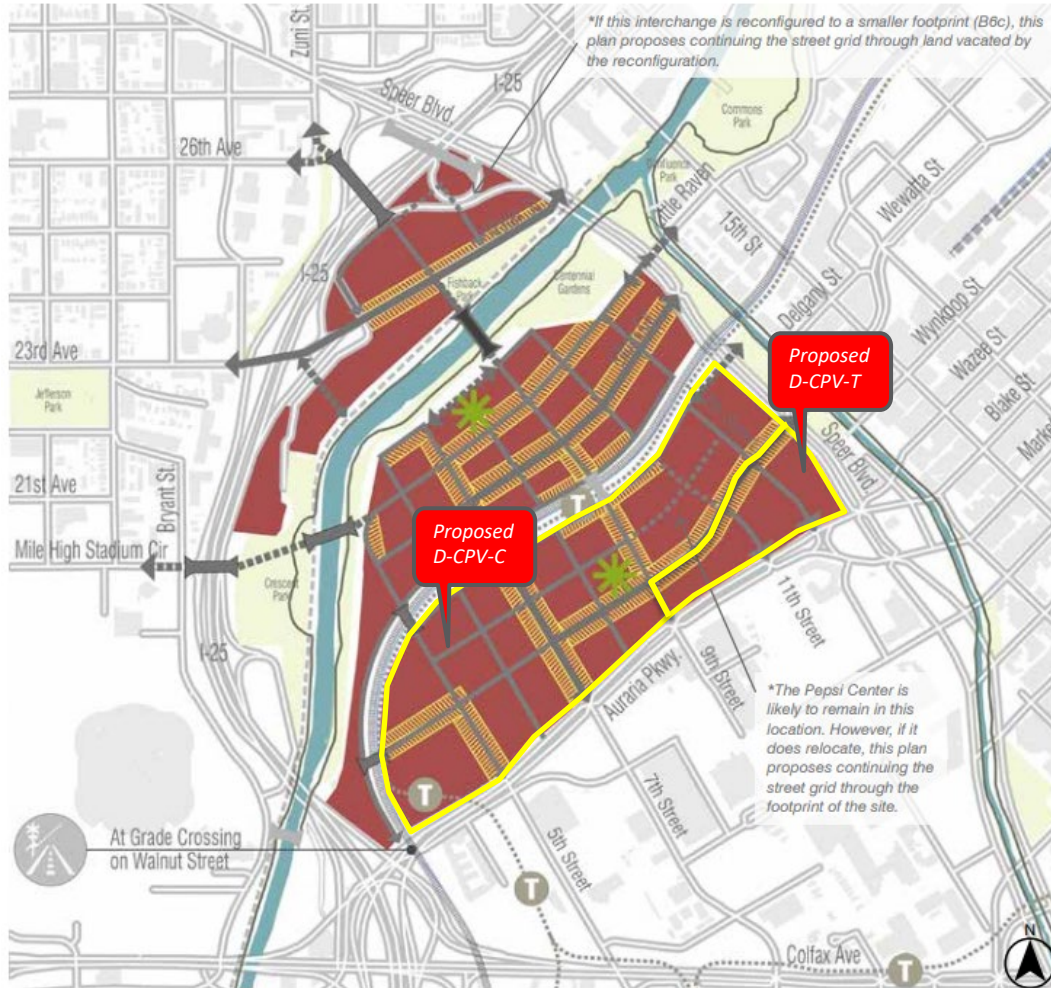 *If this interchange is reconfigured to a smaller footprint (B6c), this
plan proposes continuing the street grid through land vacated by
the reconfiguration.
Zuni St.
Speer Blvd.
I-25
Commons
Park
26th Ave
Confluence
Park
Little Raven
15th St
Wewatta St
I-25
Fishback
Park
Centennial
Gardens
Delgany St
Wynkoop St
23rd Ave
Proposed
D-CPV-T
Wazee St
Blake St
Market
Jefferson
Park
Speer Blvd
21st Ave
Bryant St.
T
Proposed
D-CPV-C
Mile High Stadium Cir
Crescent
Park
11th Street
I-25
9th Street
Auraria Pkwy.
*The Pepsi Center is
likely to remain in this
location. However, if it
does relocate, this plan
proposes continuing the
street grid through the
footprint of the site.
T
7th Street
At Grade Crossing
on Walnut Street
5th Street
T
Colfax Ave
T
N